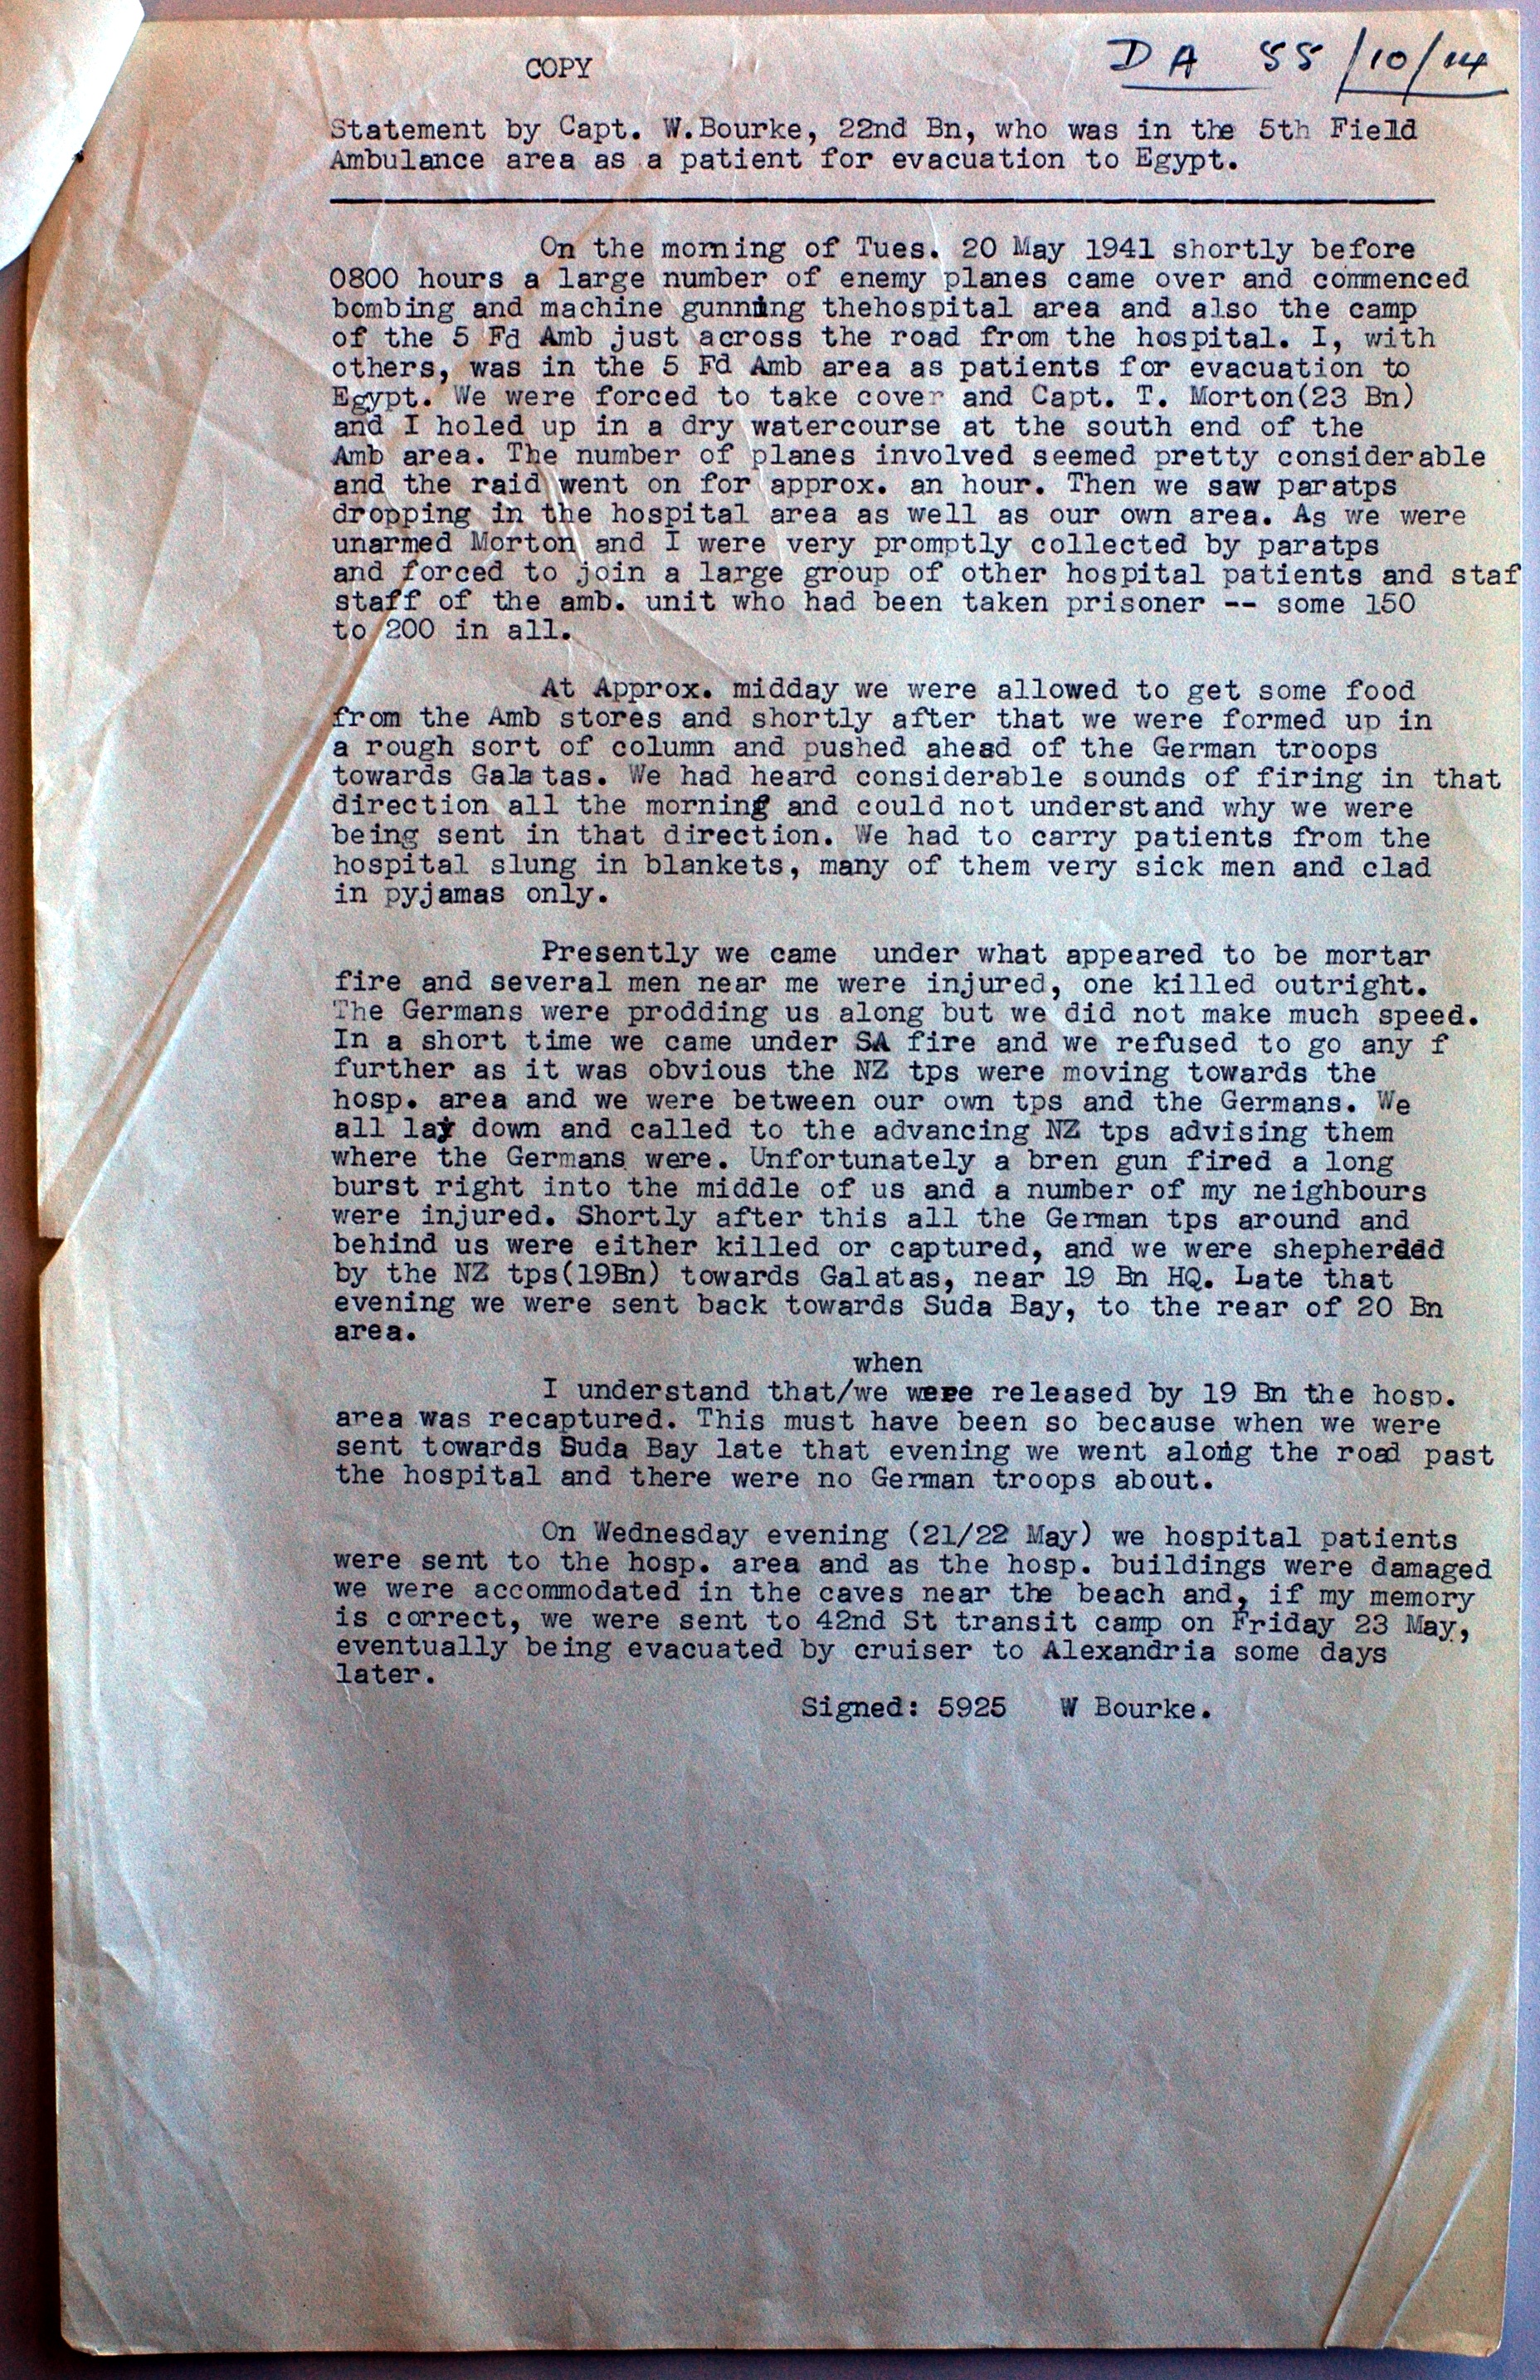 COPY
DA 55/10/14
Statement by Capt. W.Bourke, 22nd Bn, who was in the 5th Field
Ambulance area as a patient for evacuation to Egypt.
On the morning of Tues. 20 May 1941 shortly before
0800 hours a large number of enemy planes came over and commenced
bombing and machine gunning thehospital area and also the camp
of the 5 Fd Amb just across the road from the hospital. I, with
others, was in the 5 Fd Amb area as patients for evacuation to
Egypt. We were forced to take cover and Capt. T. Morton(23 Bn)
and I holed up in a dry watercourse at the south end of the
Amb area. The number of planes involved seemed pretty considerable
and the raid went on for approx. an hour. Then we saw paratps
dropping in the hospital area as well as our own area. As we were
unarmed Morton and I were very promptly collected by paratps
and forced to join a large group of other hospital patients and staf
staff of the amb. unit who had been taken prisoner -- some 150
to 200 in all.
At Approx. midday we were allowed to get some food
from the Amb stores and shortly after that we were formed up in
a rough sort of column and pushed ahead of the German troops
towards Galatas. We had heard considerable sounds of firing in that
direction all the morning and could not understand why we were
being sent in that direction. We had to carry patients from the
hospital slung in blankets, many of them very sick men and clad
in pyjamas only.
Presently we came under what appeared to be mortar
fire and several men near me were injured, one killed outright.
The Germans were prodding us along but we did not make much speed.
In a short time we came under SA fire and we refused to go any f
further as it was obvious the NZ tps were moving towards the
hosp. area and we were between our own tps and the Germans. We
all lay down and called to the advancing NZ tps advising them
where the Germans were. Unfortunately a bren gun fired a long
burst right into the middle of us and a number of my neighbours
were injured. Shortly after this all the German tps around and
behind us were either killed or captured, and we were shepherded
by the NZ tps(19Bn) towards Galatas, near 19 Bn HQ. Late that
evening we were sent back towards Suda Bay, to the rear of 20 Bn
area.
when
I understand that/we were released by 19 Bn the hosp.
area was recaptured. This must have been so because when we were
sent towards Suda Bay late that evening we went along the road past
the hospital and there were no German troops about.
On Wednesday evening (21/22 May) we hospital patients
were sent to the hosp. area and as the hosp. buildings were damaged
we were accommodated in the caves near the beach and, if my memory
is correct, we were sent to 42nd St transit camp on Friday 23 May,
eventually being evacuated by cruiser to Alexandria some days
later.
Signed: 5925 W Bourke.